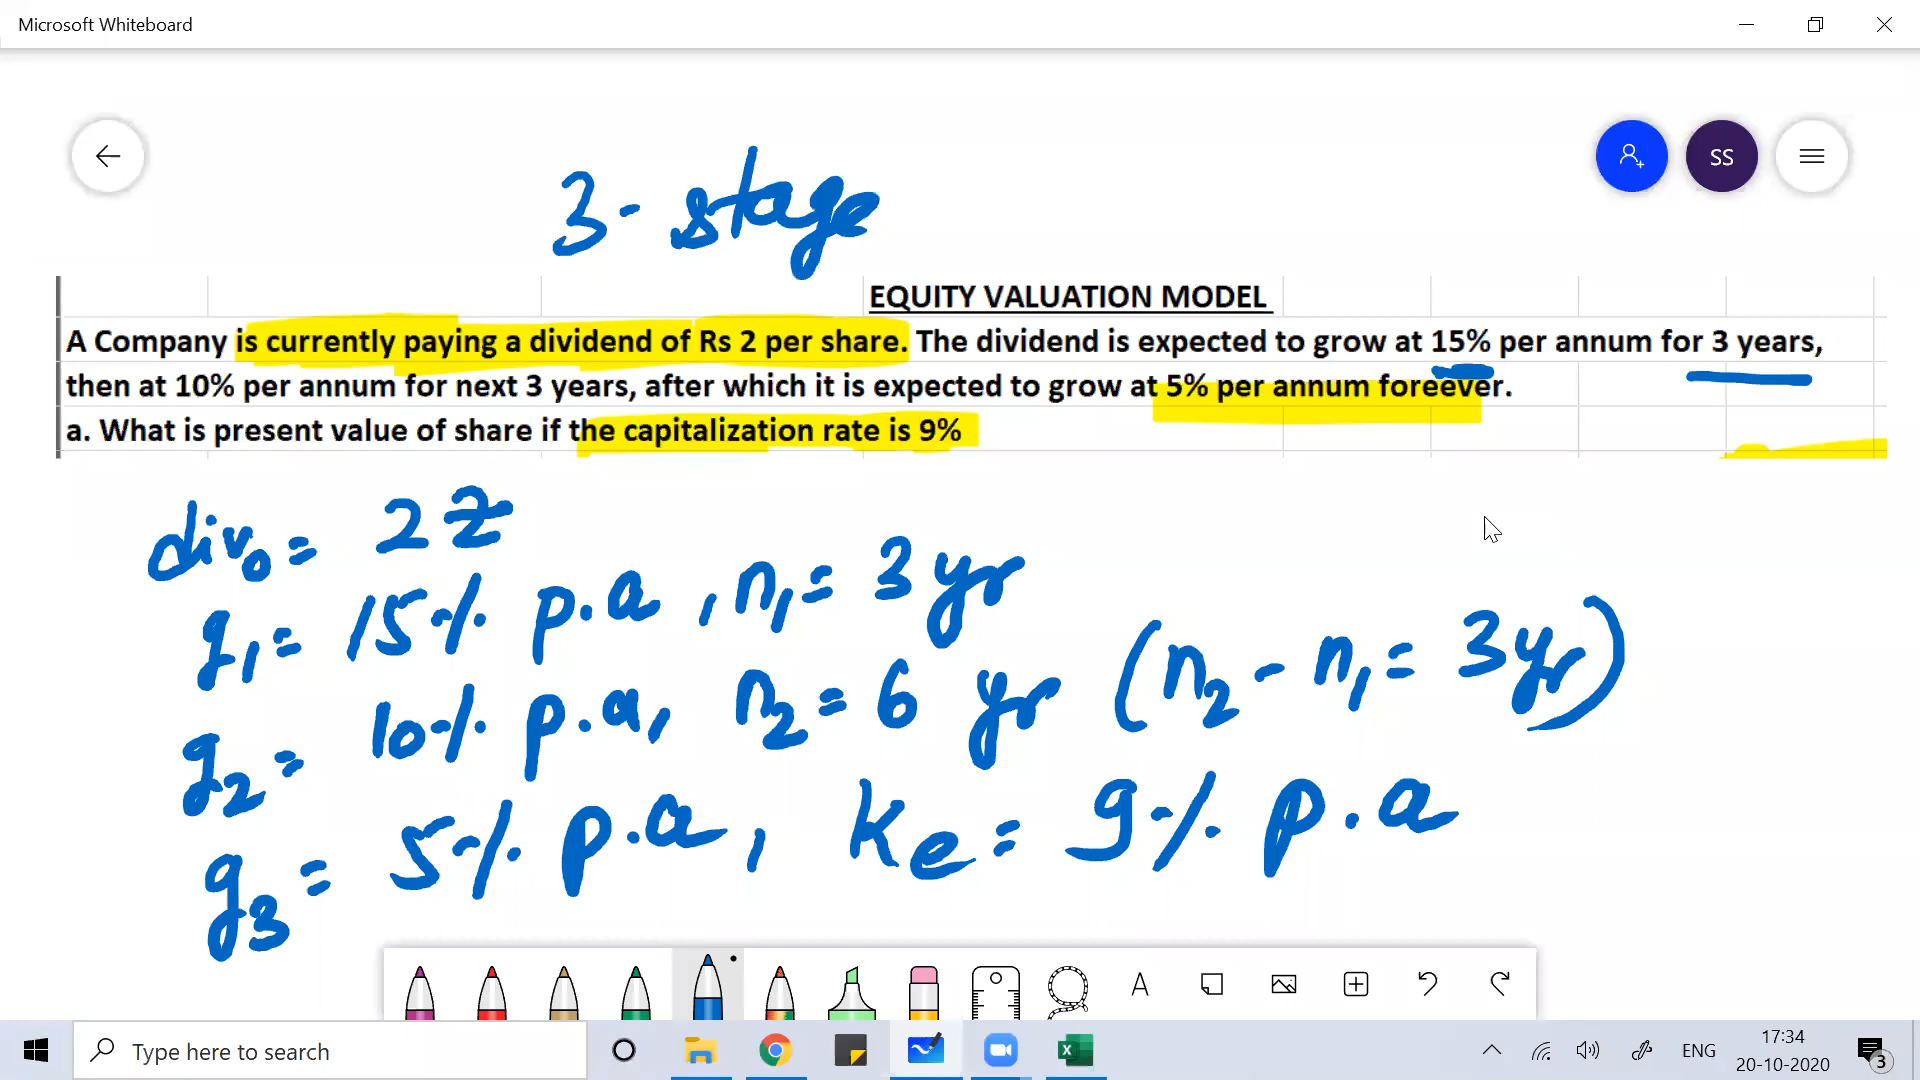 Microsoft Whiteboard
SS
3- stage
EQUITY VALUATION MODEL
A Company is currently paying a dividend of Rs 2 per share. The dividend is expected to grow at 15% per annum for 3 years,
then at 10% per annum for next 3 years, after which it is expected to grow at 5% per annum foreever.
a. What is present value of share if the capitalization rate is 9%
div₀ = 2 ₹
g₁ = 15% p.a , n₁ = 3 yr
g₂ = 10% p.a, n₂ = 6 yr (n₂ - n₁ = 3yr)
g₃ = 5% p.a, Ke = 9% p.a
A
Type here to search
ENG
17:34
20-10-2020
3